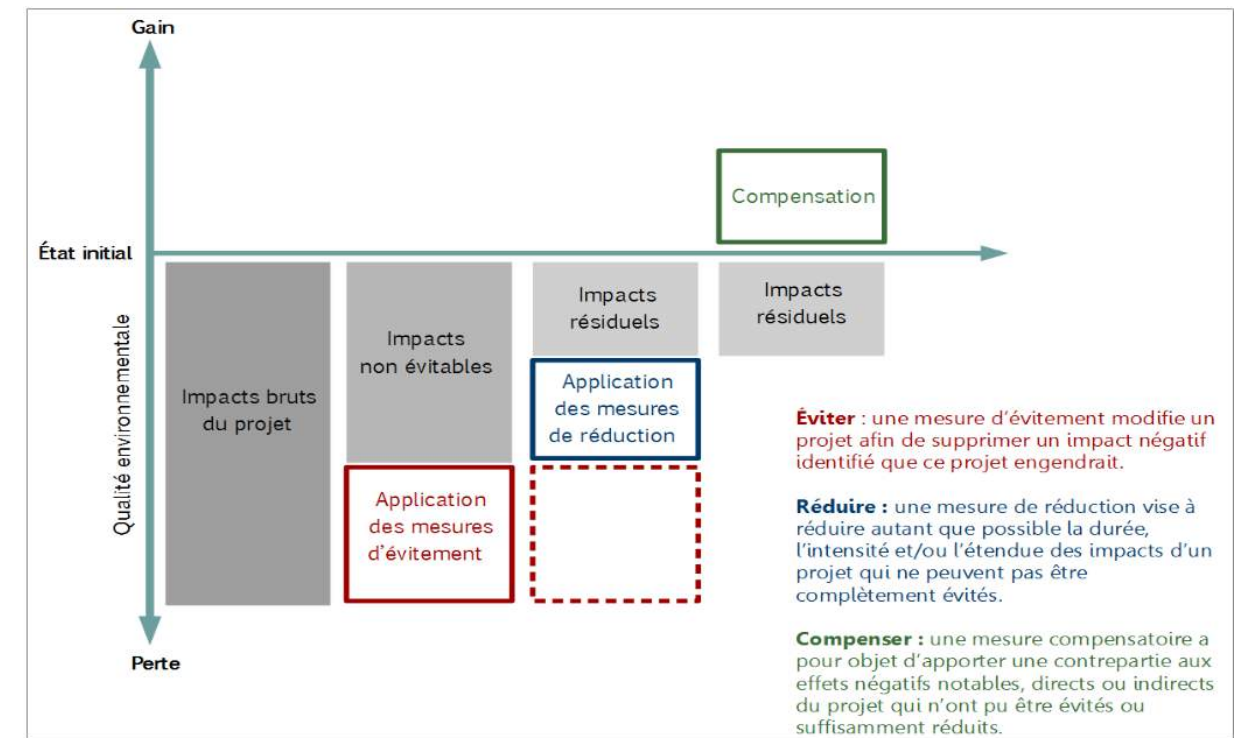 Gain
Compensation
État initial
Qualité environnementale
Impacts bruts
du projet
Impacts
non évitables
Application
des mesures
d'évitement
Impacts
résiduels
Application
des mesures
de réduction
Impacts
résiduels
Perte
Éviter : une mesure d'évitement modifie un
projet afin de supprimer un impact négatif
identifié que ce projet engendrait.
Réduire : une mesure de réduction vise à
réduire autant que possible la durée,
l'intensité et/ou l'étendue des impacts d'un
projet qui ne peuvent pas être
complètement évités.
Compenser : une mesure compensatoire a
pour objet d'apporter une contrepartie aux
effets négatifs notables, directs ou indirects
du projet qui n'ont pu être évités ou
suffisamment réduits.